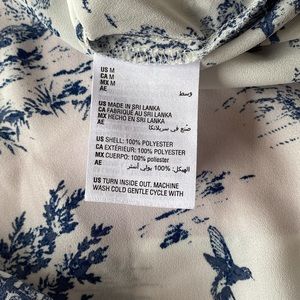 US M
CA M
MX M
AE وسط
US MADE IN SRI LANKA
CA FABRIQUÉ AU SRI LANKA
MX HECHO EN SRI LANKA
AE صنع في سريلانكا
US SHELL: 100% POLYESTER
CA EXTÉRIEUR: 100% POLYESTER
MX CUERPO: 100% poliester
AE الهيكل: 100% بولي أستر
US TURN INSIDE OUT. MACHINE
WASH COLD GENTLE CYCLE WITH